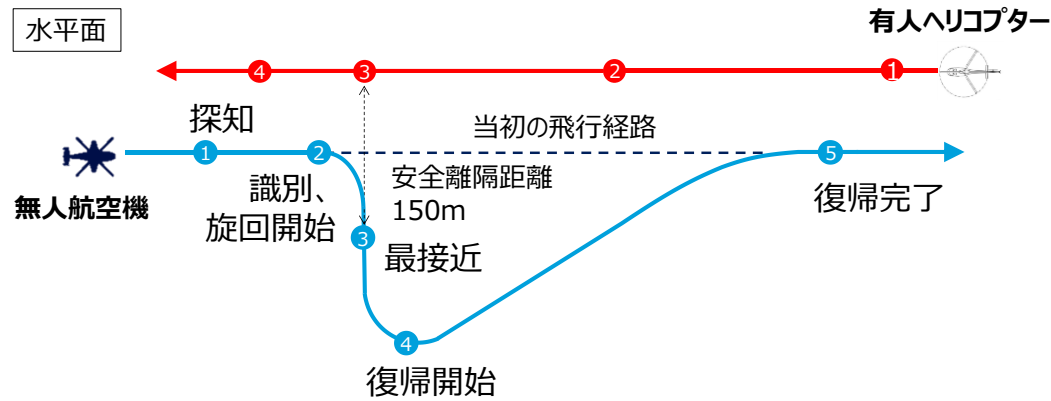 水平面
有人ヘリコプター
4
3
2
1
探知
当初の飛行経路
1
2
5
無人航空機
識別、
旋回開始
安全離隔距離
150m
復帰完了
3
最接近
4
復帰開始